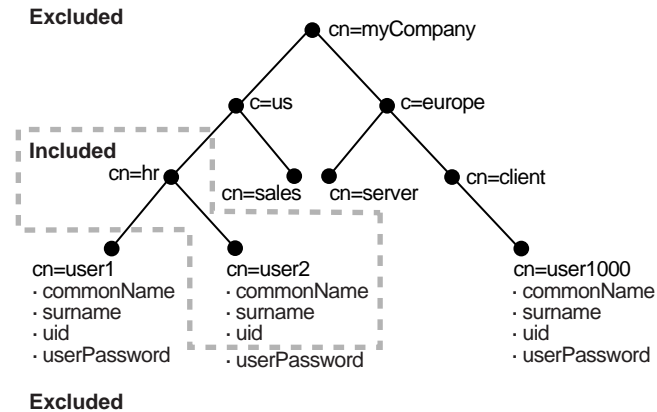 Excluded
cn=myCompany
c=us
c=europe
Included
cn=hr
cn=sales
cn=server
cn=client
cn=user1
· commonName
· surname
· uid
· userPassword
cn=user2
· commonName
· surname
· uid
· userPassword
cn=user1000
· commonName
· surname
· uid
· userPassword
Excluded